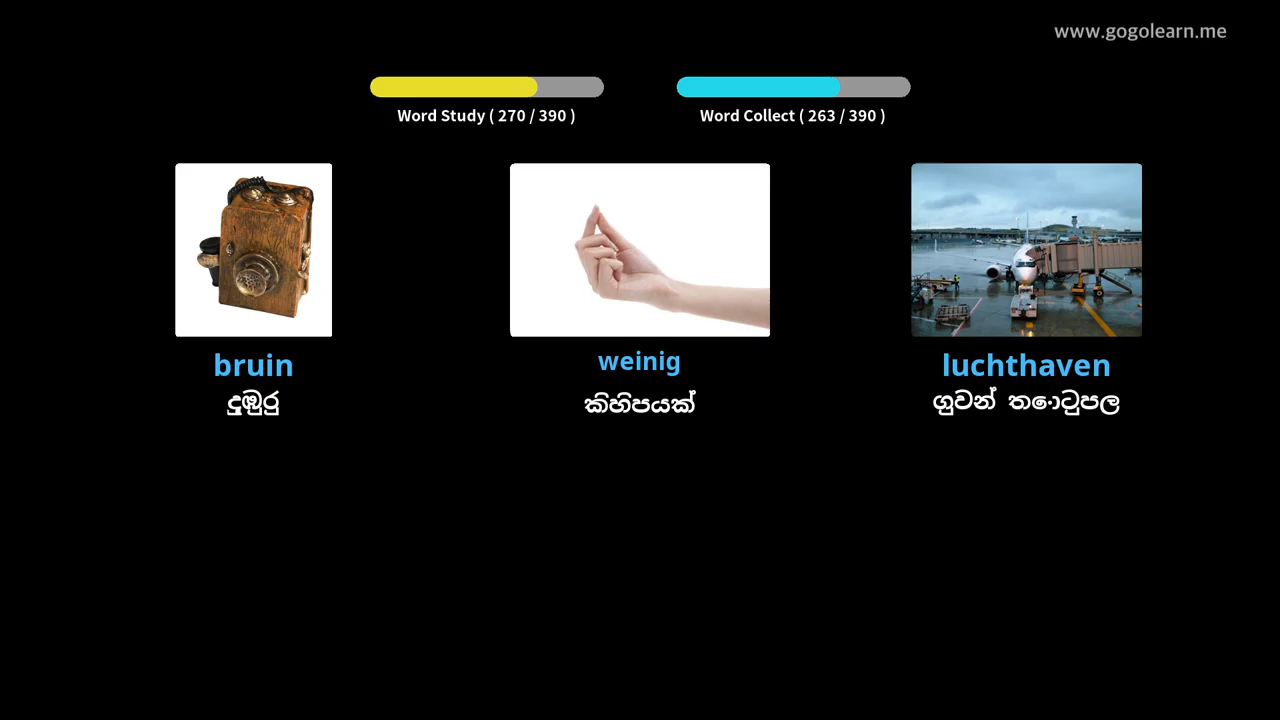 www.gogolearn.me
Word Study ( 270 / 390 )
Word Collect ( 263 / 390 )
bruin
දුඹුරු
weinig
කිහිපයක්
luchthaven
ගුවන් තොටුපල